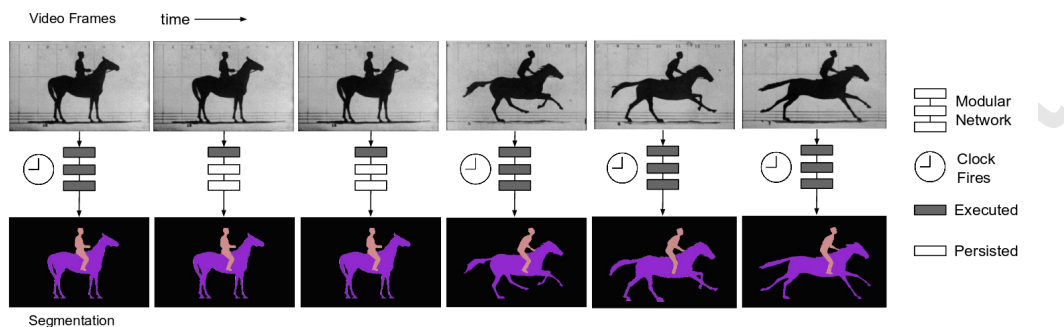 Video Frames
time
Modular
Network
Clock
Fires
Executed
Persisted
Segmentation